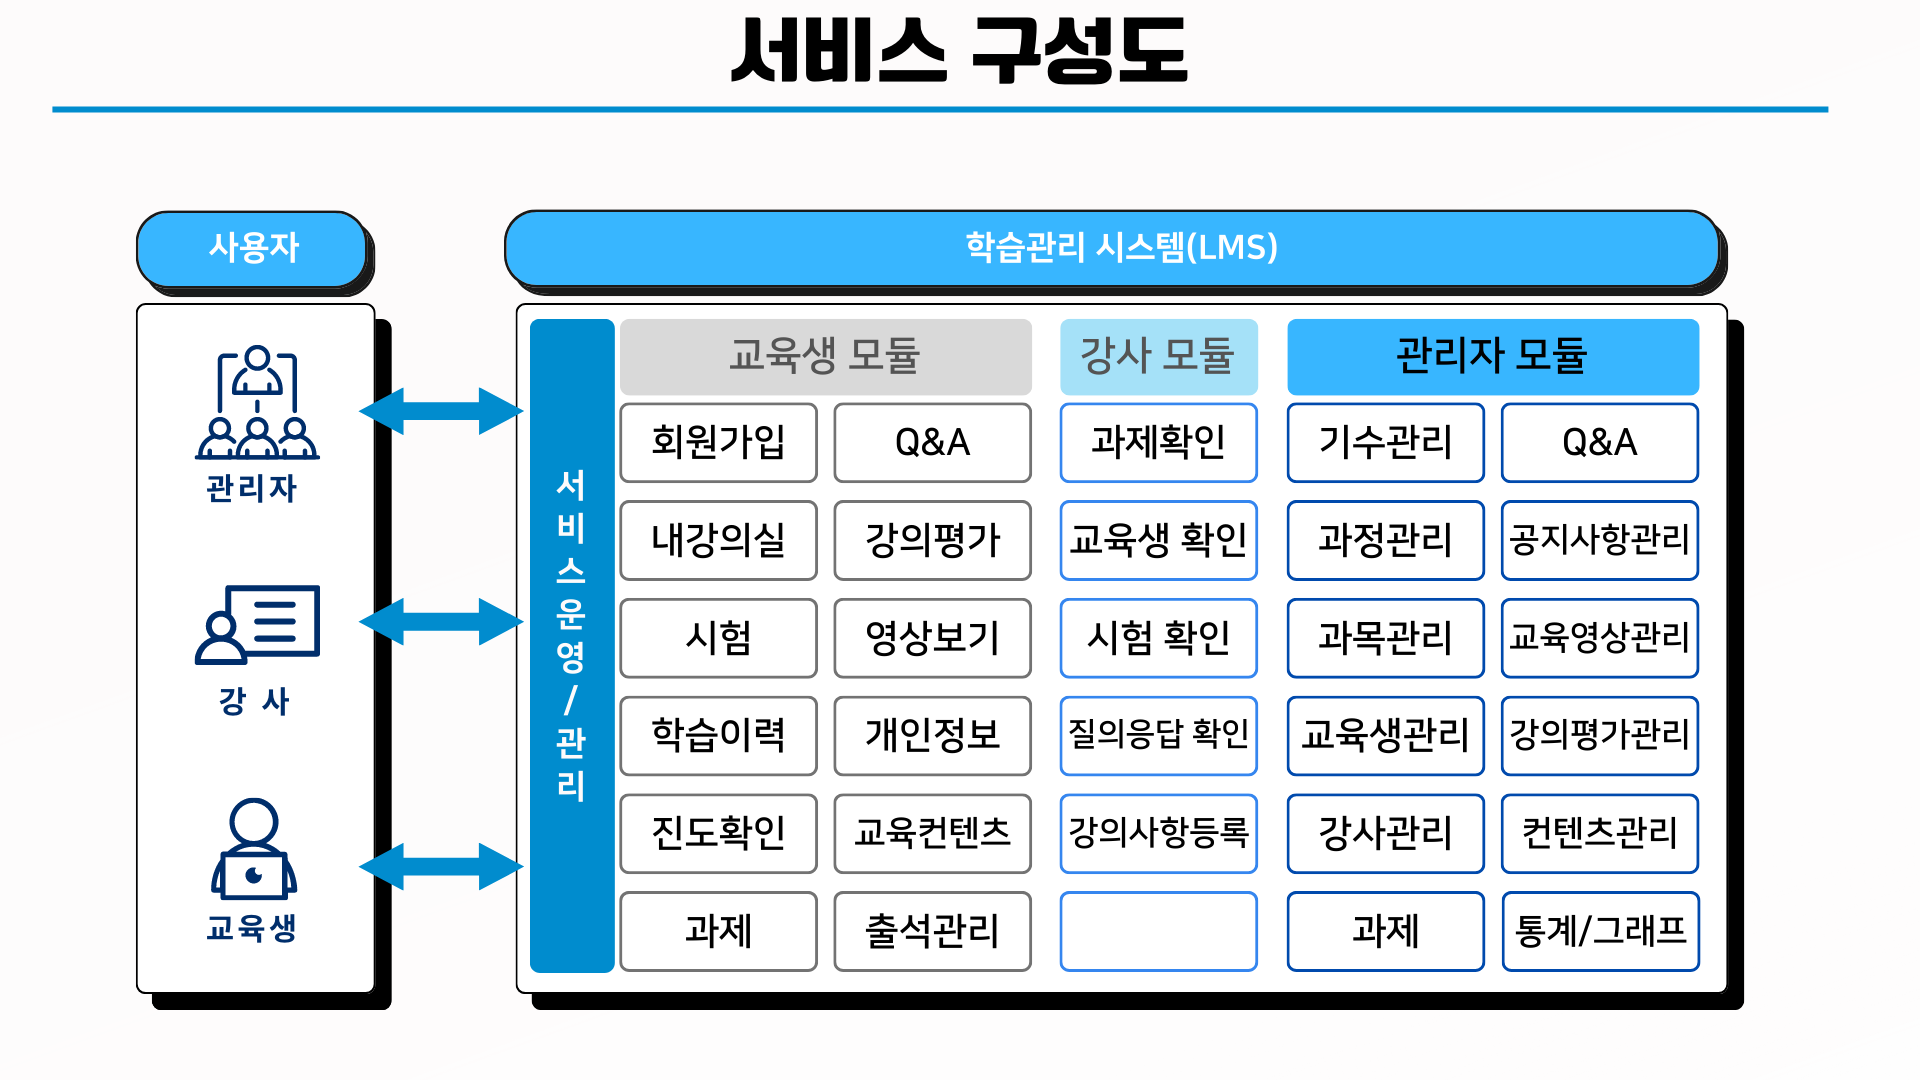 서비스 구성도
사용자
관리자
강 사
교육생
학습관리 시스템(LMS)
서비스운영/관리
교육생 모듈
회원가입
Q&A
내강의실
강의평가
시험
영상보기
학습이력
개인정보
진도확인
교육컨텐츠
과제
출석관리
강사 모듈
과제확인
교육생 확인
시험 확인
질의응답 확인
강의사항등록
관리자 모듈
기수관리
Q&A
과정관리
공지사항관리
과목관리
교육영상관리
교육생관리
강의평가관리
강사관리
컨텐츠관리
과제
통계/그래프